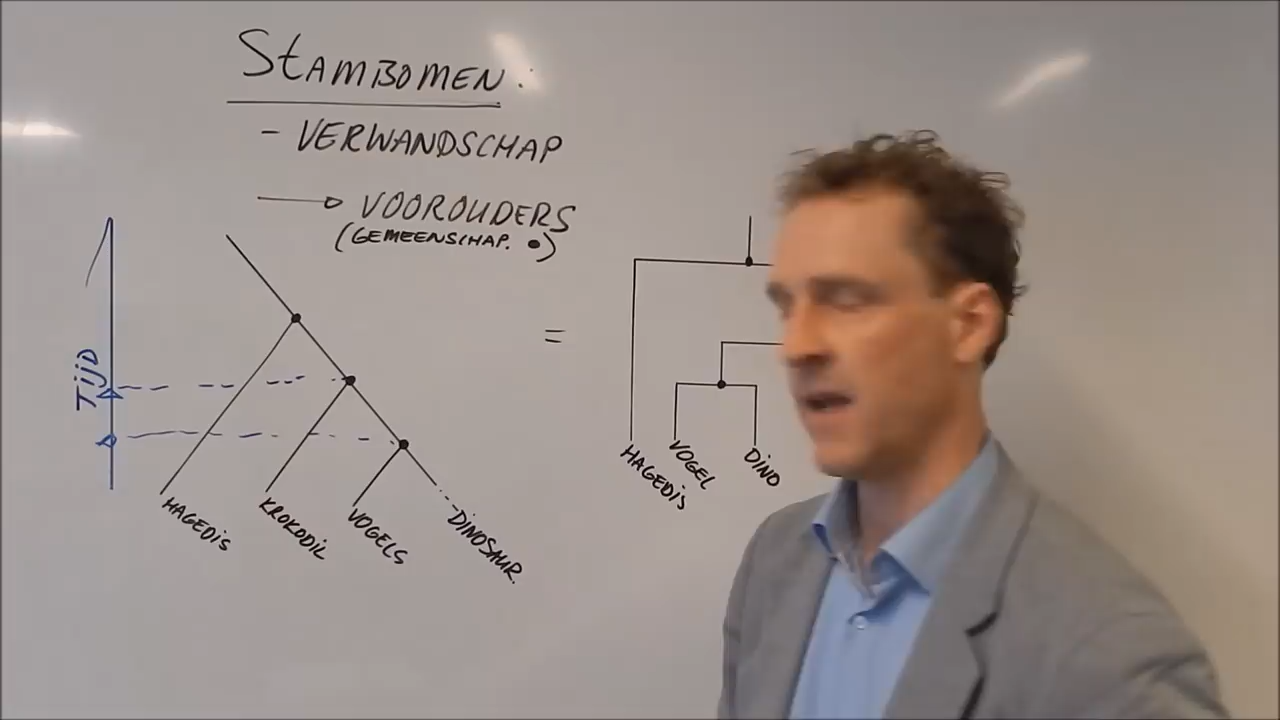 STAMBOMEN:
- VERWANDSCHAP
→ VOOROUDERS
(GEMEENSCHAP. •)
TIJD
=
HAGEDIS
KROKODIL
VOGELS
DINOSAUR.
HAGEDIS
VOGEL
DINO